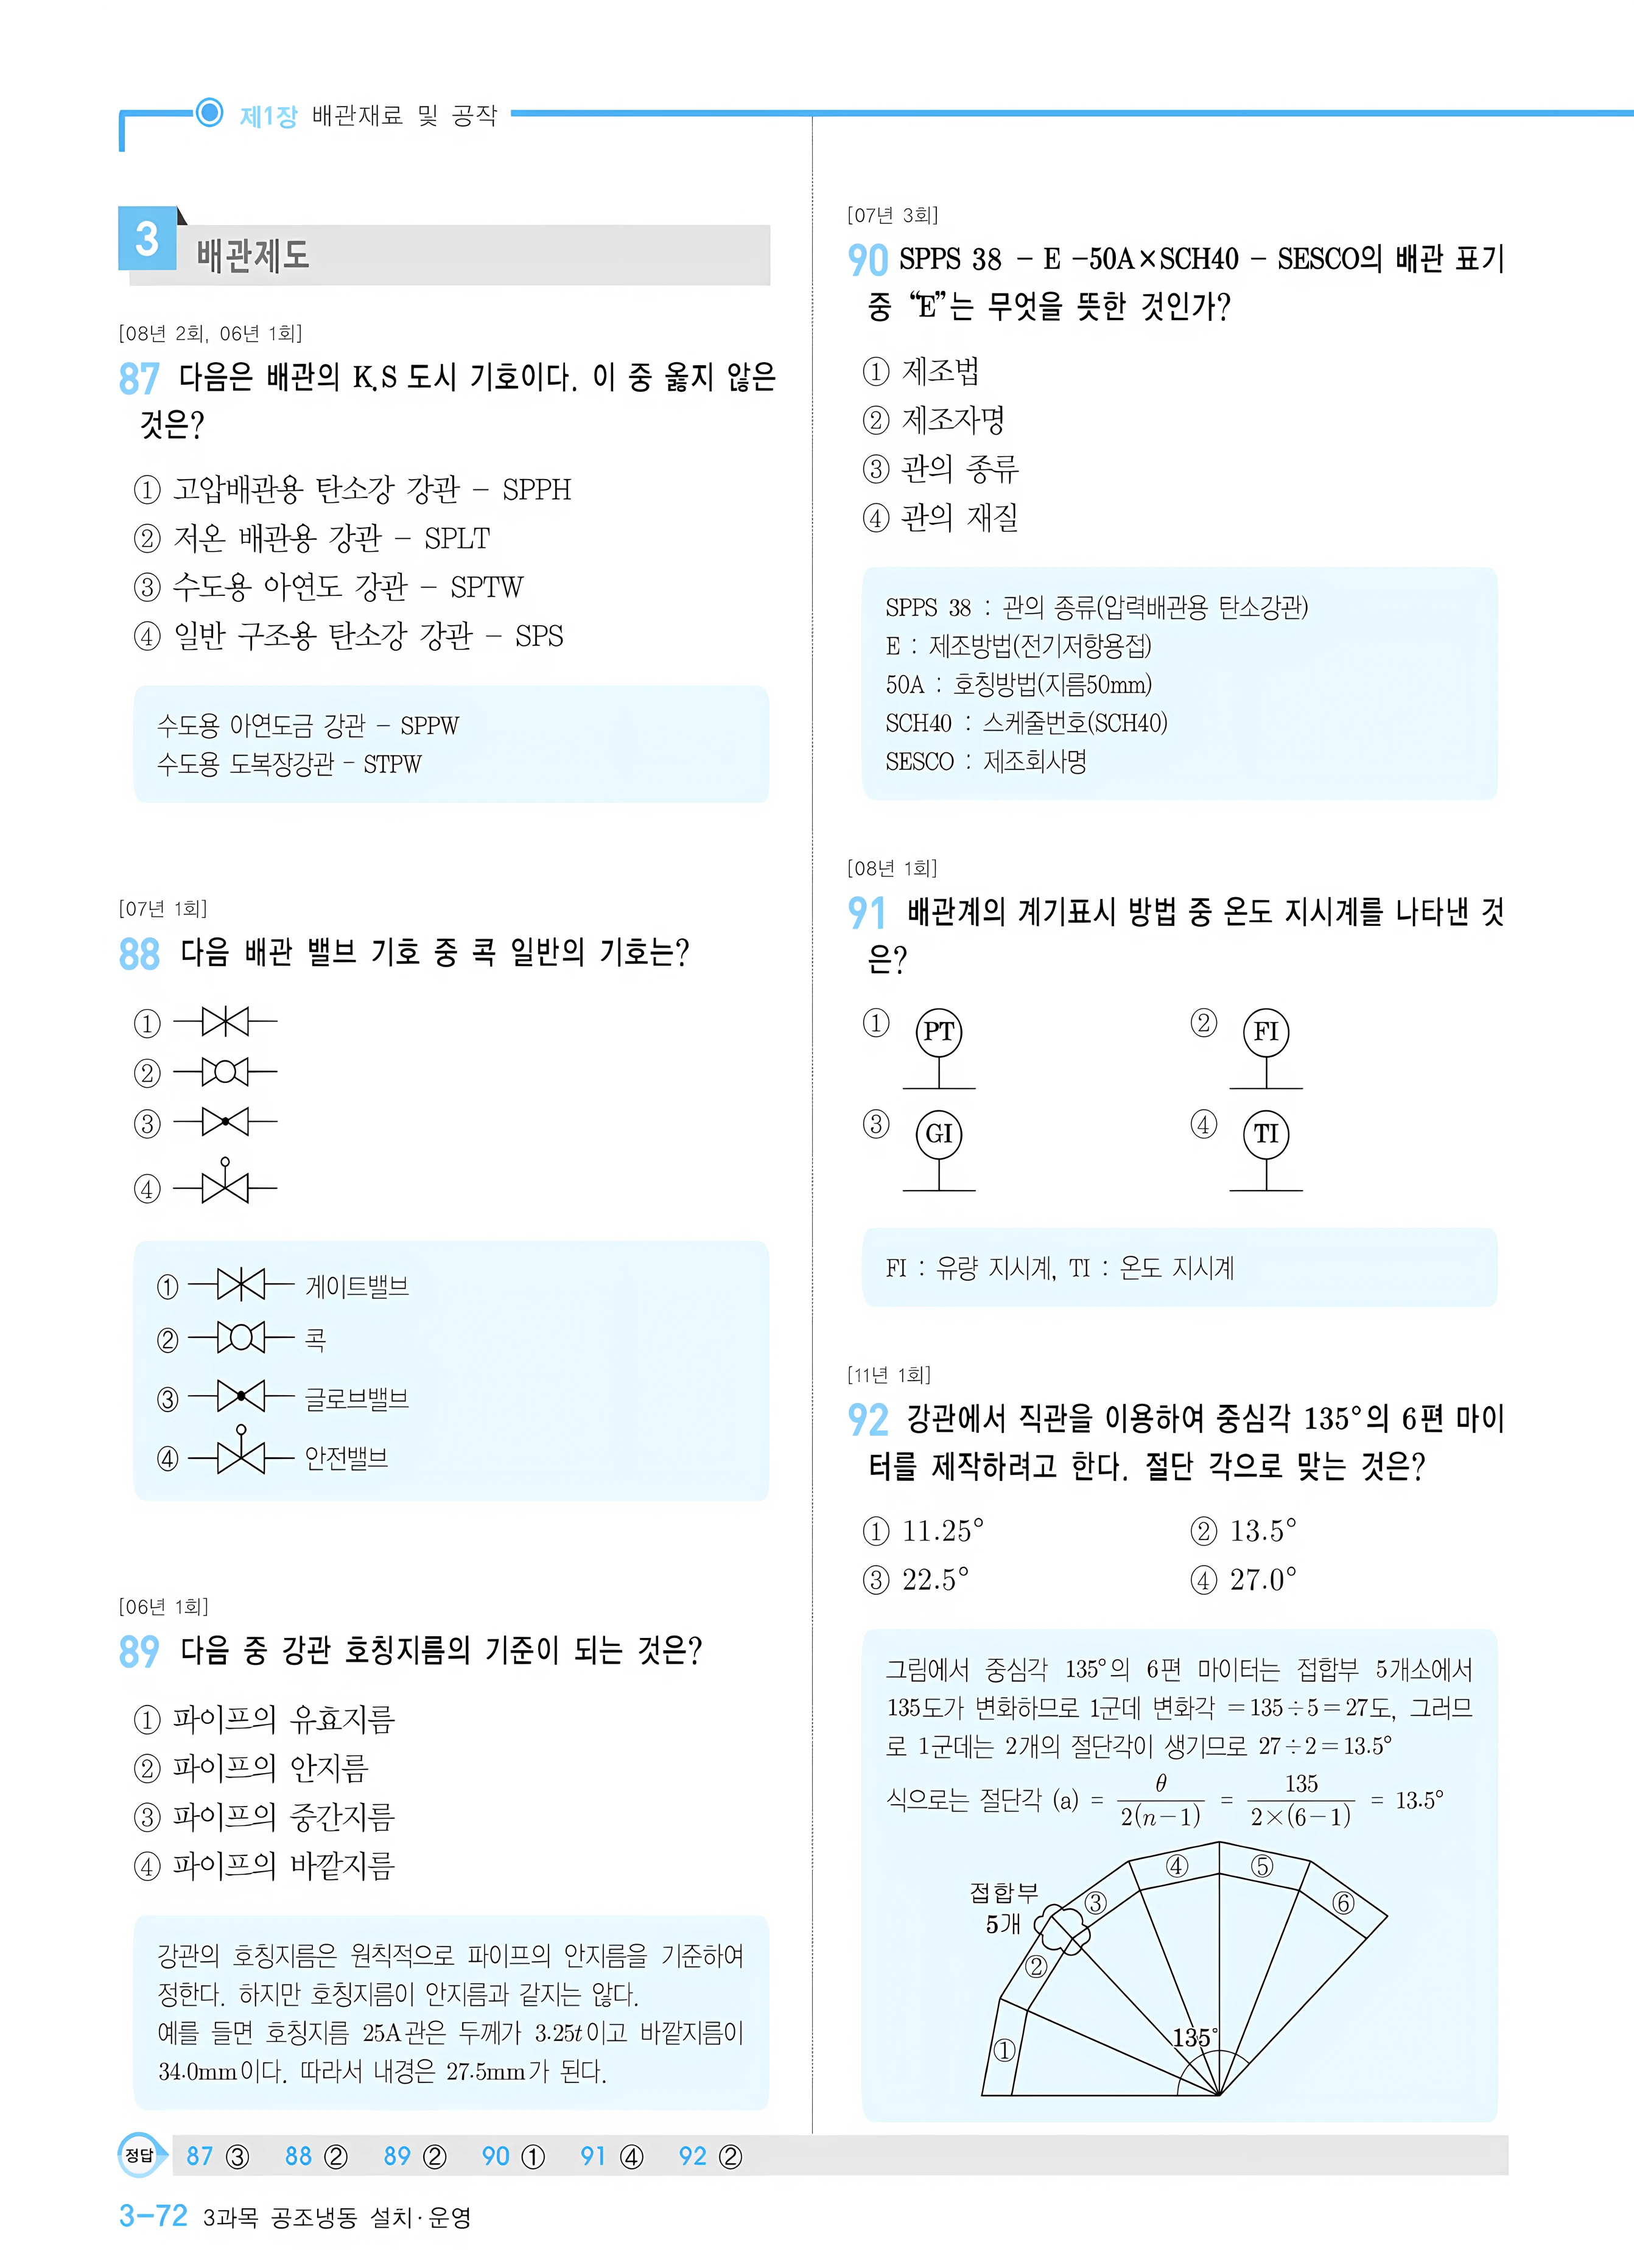 제1장 배관재료 및 공작
3 배관제도
[08년 2회, 06년 1회]
87 다음은 배관의 K.S 도시 기호이다. 이 중 옳지 않은
것은?
① 고압배관용 탄소강 강관 - SPPH
② 저온 배관용 강관 - SPLT
③ 수도용 아연도 강관 - SPTW
④ 일반 구조용 탄소강 강관 - SPS
수도용 아연도금 강관 - SPPW
수도용 도복장강관 - STPW
[07년 1회]
88 다음 배관 밸브 기호 중 콕 일반의 기호는?
①
②
③
④
① 게이트밸브
② 콕
③ 글로브밸브
④ 안전밸브
[06년 1회]
89 다음 중 강관 호칭지름의 기준이 되는 것은?
① 파이프의 유효지름
② 파이프의 안지름
③ 파이프의 중간지름
④ 파이프의 바깥지름
강관의 호칭지름은 원칙적으로 파이프의 안지름을 기준하여
정한다. 하지만 호칭지름이 안지름과 같지는 않다.
예를 들면 호칭지름 25A관은 두께가 3.25t이고 바깥지름이
34.0mm이다. 따라서 내경은 27.5mm가 된다.
[07년 3회]
90 SPPS 38 - E -50A×SCH40 - SESCO의 배관 표기
중 “E”는 무엇을 뜻한 것인가?
① 제조법
② 제조자명
③ 관의 종류
④ 관의 재질
SPPS 38 : 관의 종류(압력배관용 탄소강관)
E : 제조방법(전기저항용접)
50A : 호칭방법(지름50mm)
SCH40 : 스케줄번호(SCH40)
SESCO : 제조회사명
[08년 1회]
91 배관계의 계기표시 방법 중 온도 지시계를 나타낸 것
은?
① PT ② FI
③ GI ④ TI
FI : 유량 지시계, TI : 온도 지시계
[11년 1회]
92 강관에서 직관을 이용하여 중심각 135°의 6편 마이
터를 제작하려고 한다. 절단 각으로 맞는 것은?
① 11.25° ② 13.5°
③ 22.5° ④ 27.0°
그림에서 중심각 135°의 6편 마이터는 접합부 5개소에서
135도가 변화하므로 1군데 변화각 =135÷5=27도, 그러므
로 1군데는 2개의 절단각이 생기므로 27÷2=13.5°
식으로는 절단각 (a) = θ/2(n-1) = 135/2×(6-1) = 13.5°
접합부
5개
① ② ③ ④ ⑤ ⑥
135°
정답 87 ③ 88 ② 89 ② 90 ① 91 ④ 92 ②
3-72 3과목 공조냉동 설치·운영